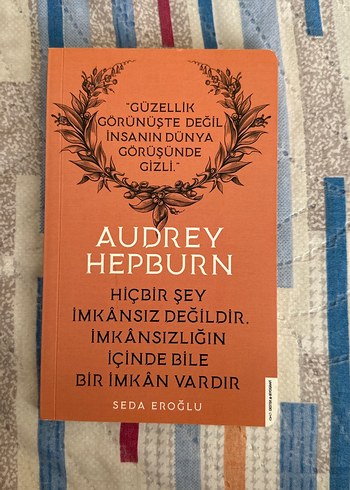 "GÜZELLİK
GÖRÜNÜŞTE DEĞİL
İNSANIN DÜNYA
GÖRÜŞÜNDE
GİZLİ."
AUDREY
HEPBURN
HİÇBİR ŞEY
İMKÂNSIZ DEĞİLDİR.
İMKÂNSIZLIĞIN
İÇİNDE BİLE
BİR İMKÂN VARDIR
SEDA EROĞLU